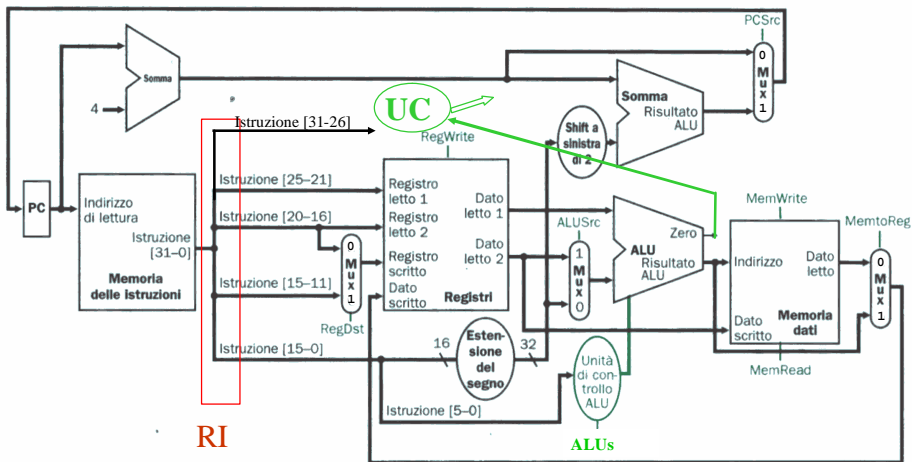 PCSrc
0
Mux
1
Somma
4
Somma
Risultato
ALU
UC
Istruzione [31-26]
Shift a
sinistra
di 2
RegWrite
Istruzione [25–21]
Istruzione [20–16]
Istruzione [15–11]
Istruzione [15–0]
Istruzione [5–0]
PC
Indirizzo
di lettura
Istruzione
[31–0]
Memoria
delle istruzioni
0
Mux
1
RegDst
Registro
letto 1
Registro
letto 2
Registro
scritto
Dato
scritto
Dato
letto 1
Dato
letto 2
Registri
ALUSrc
1
Mux
0
Zero
ALU
Risultato
ALU
MemWrite
Indirizzo
Dato
letto
Dato
scritto
Memoria
dati
MemRead
MemtoReg
0
Mux
1
16
Esten-
sione
del
segno
32
Unità
di con-
trollo
ALU
ALUs
RI